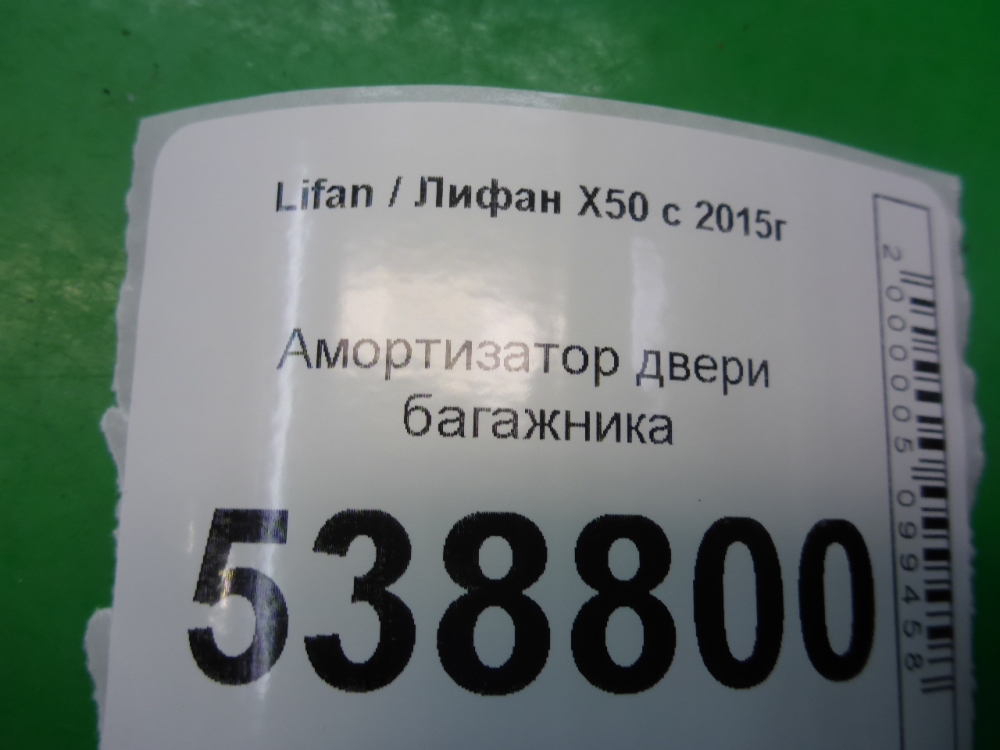 Lifan / Лифан X50 с 2015г
Амортизатор двери
багажника
538800
2000005099458